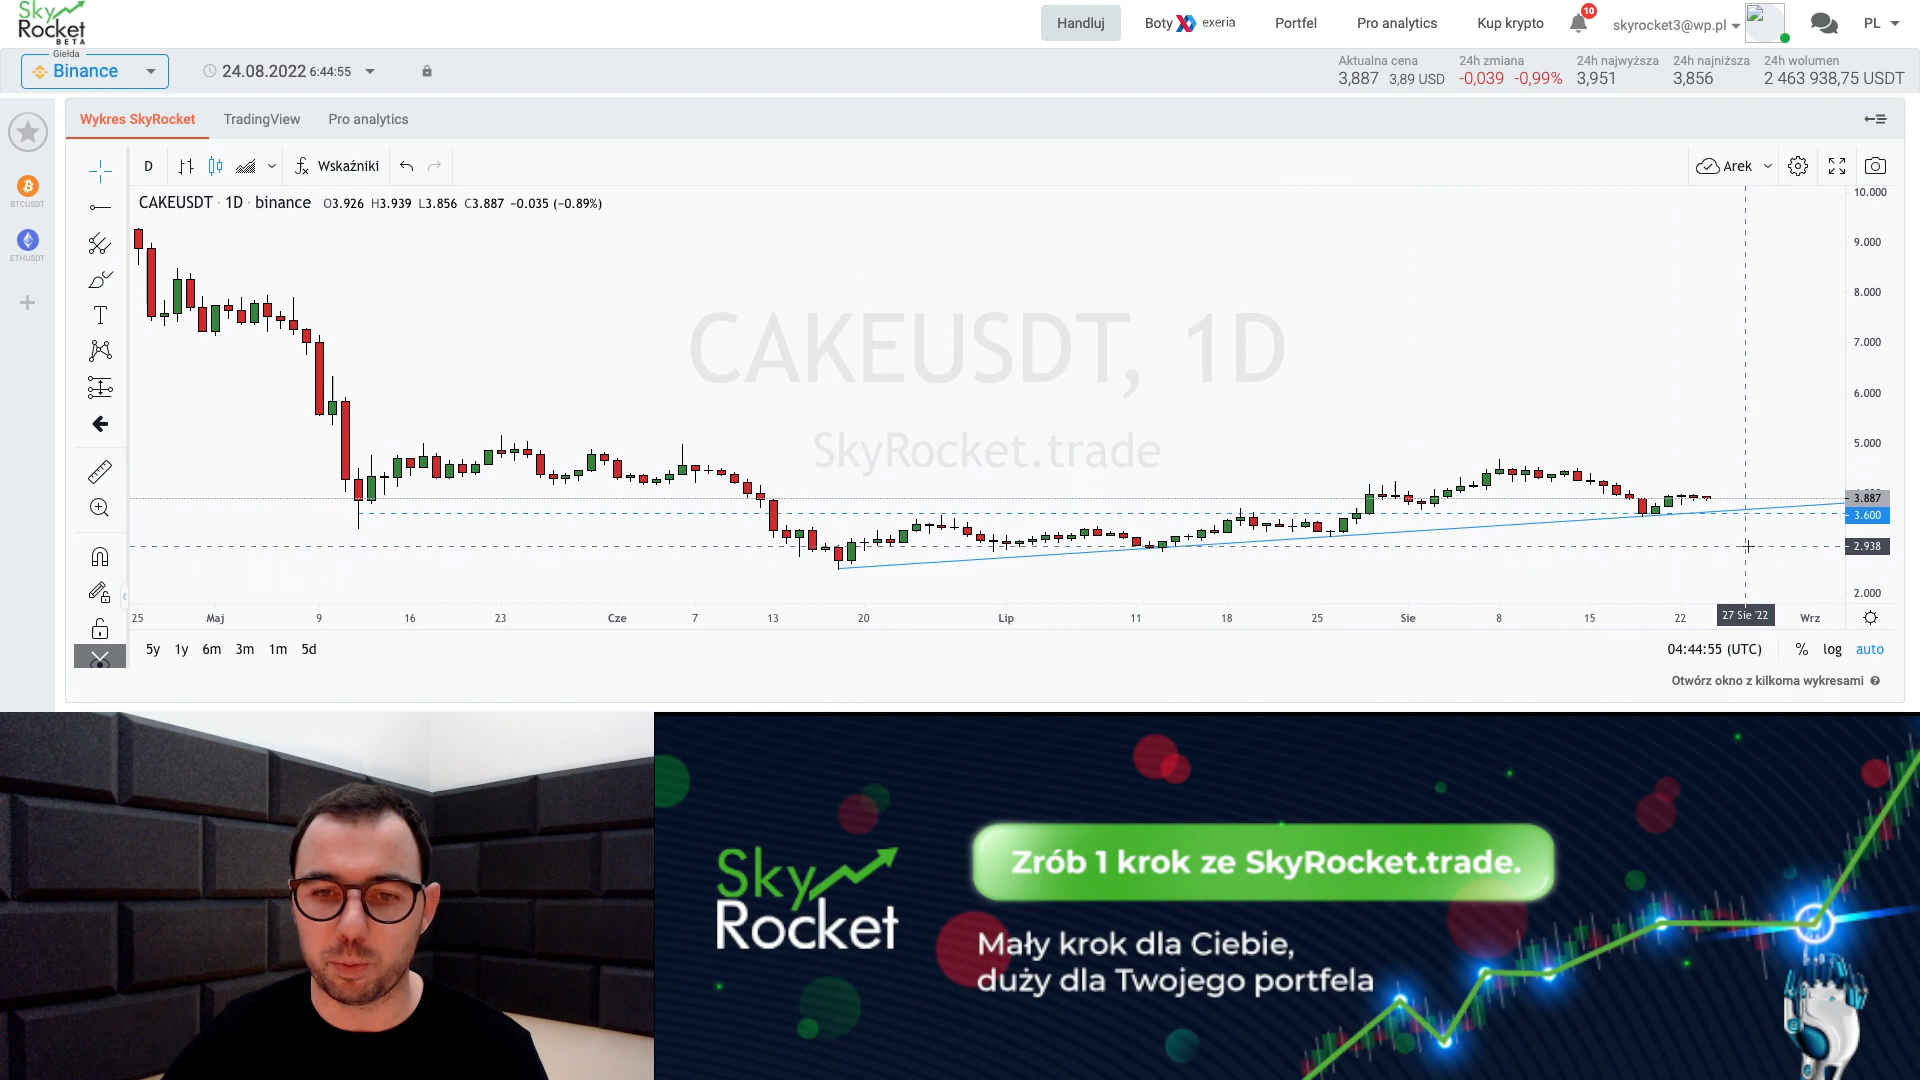 Sky
Rocket
BETA
Handluj
Boty exeria
Portfel
Pro analytics
Kup krypto
10
skyrocket3@wp.pl
PL
Giełda
Binance
24.08.2022 6:44:55
Aktualna cena
3,887 3,89 USD
24h zmiana
-0,039 -0,99%
24h najwyższa
3,951
24h najniższa
3,856
24h wolumen
2 463 938,75 USDT
Wykres SkyRocket
TradingView
Pro analytics
BTCUSDT
ETHUSDT
D
Wskaźniki
Arek
CAKEUSDT · 1D · binance O3.926 H3.939 L3.856 C3.887 −0.035 (−0.89%)
CAKEUSDT, 1D
SkyRocket.trade
10.000
9.000
8.000
7.000
6.000
5.000
3.887
3.600
2.938
2.000
25 Maj 9 16 23 Cze 7 13 20 Lip 11 18 25 Sie 8 15 22 27 Sie '22 Wrz
5y 1y 6m 3m 1m 5d
04:44:55 (UTC) % log auto
Otwórz okno z kilkoma wykresami
Sky
Rocket
Zrób 1 krok ze SkyRocket.trade.
Mały krok dla Ciebie,
duży dla Twojego portfela